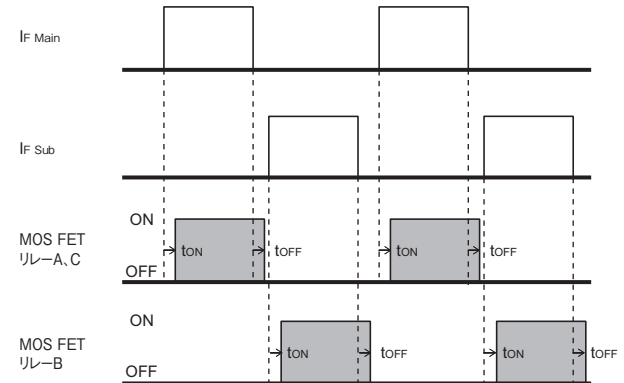 IF Main
IF Sub
ON
MOS FET
リレーA、C
tON
tOFF
tON
tOFF
OFF
ON
MOS FET
リレーB
tON
tOFF
tON
tOFF
OFF